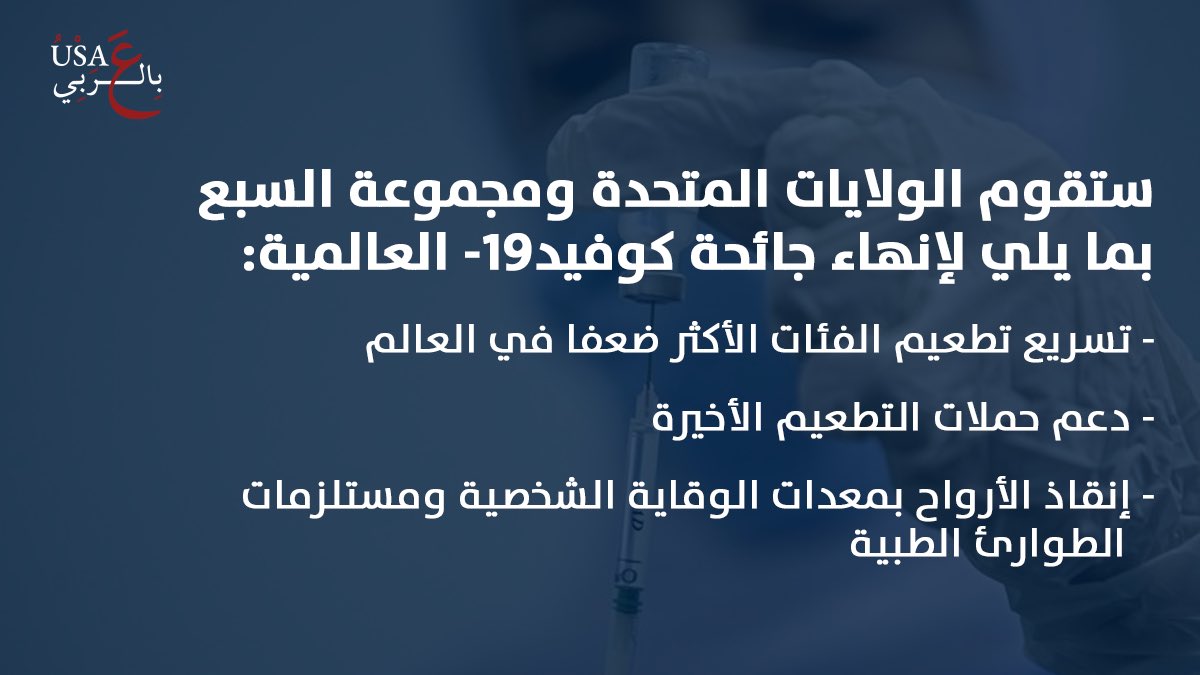 USA ع
بِالـــرَبِي
ستقوم الولايات المتحدة ومجموعة السبع
بما يلي لإنهاء جائحة كوفيد19- العالمية:
- تسريع تطعيم الفئات الأكثر ضعفا في العالم
- دعم حملات التطعيم الأخيرة
- إنقاذ الأرواح بمعدات الوقاية الشخصية ومستلزمات
الطوارئ الطبية